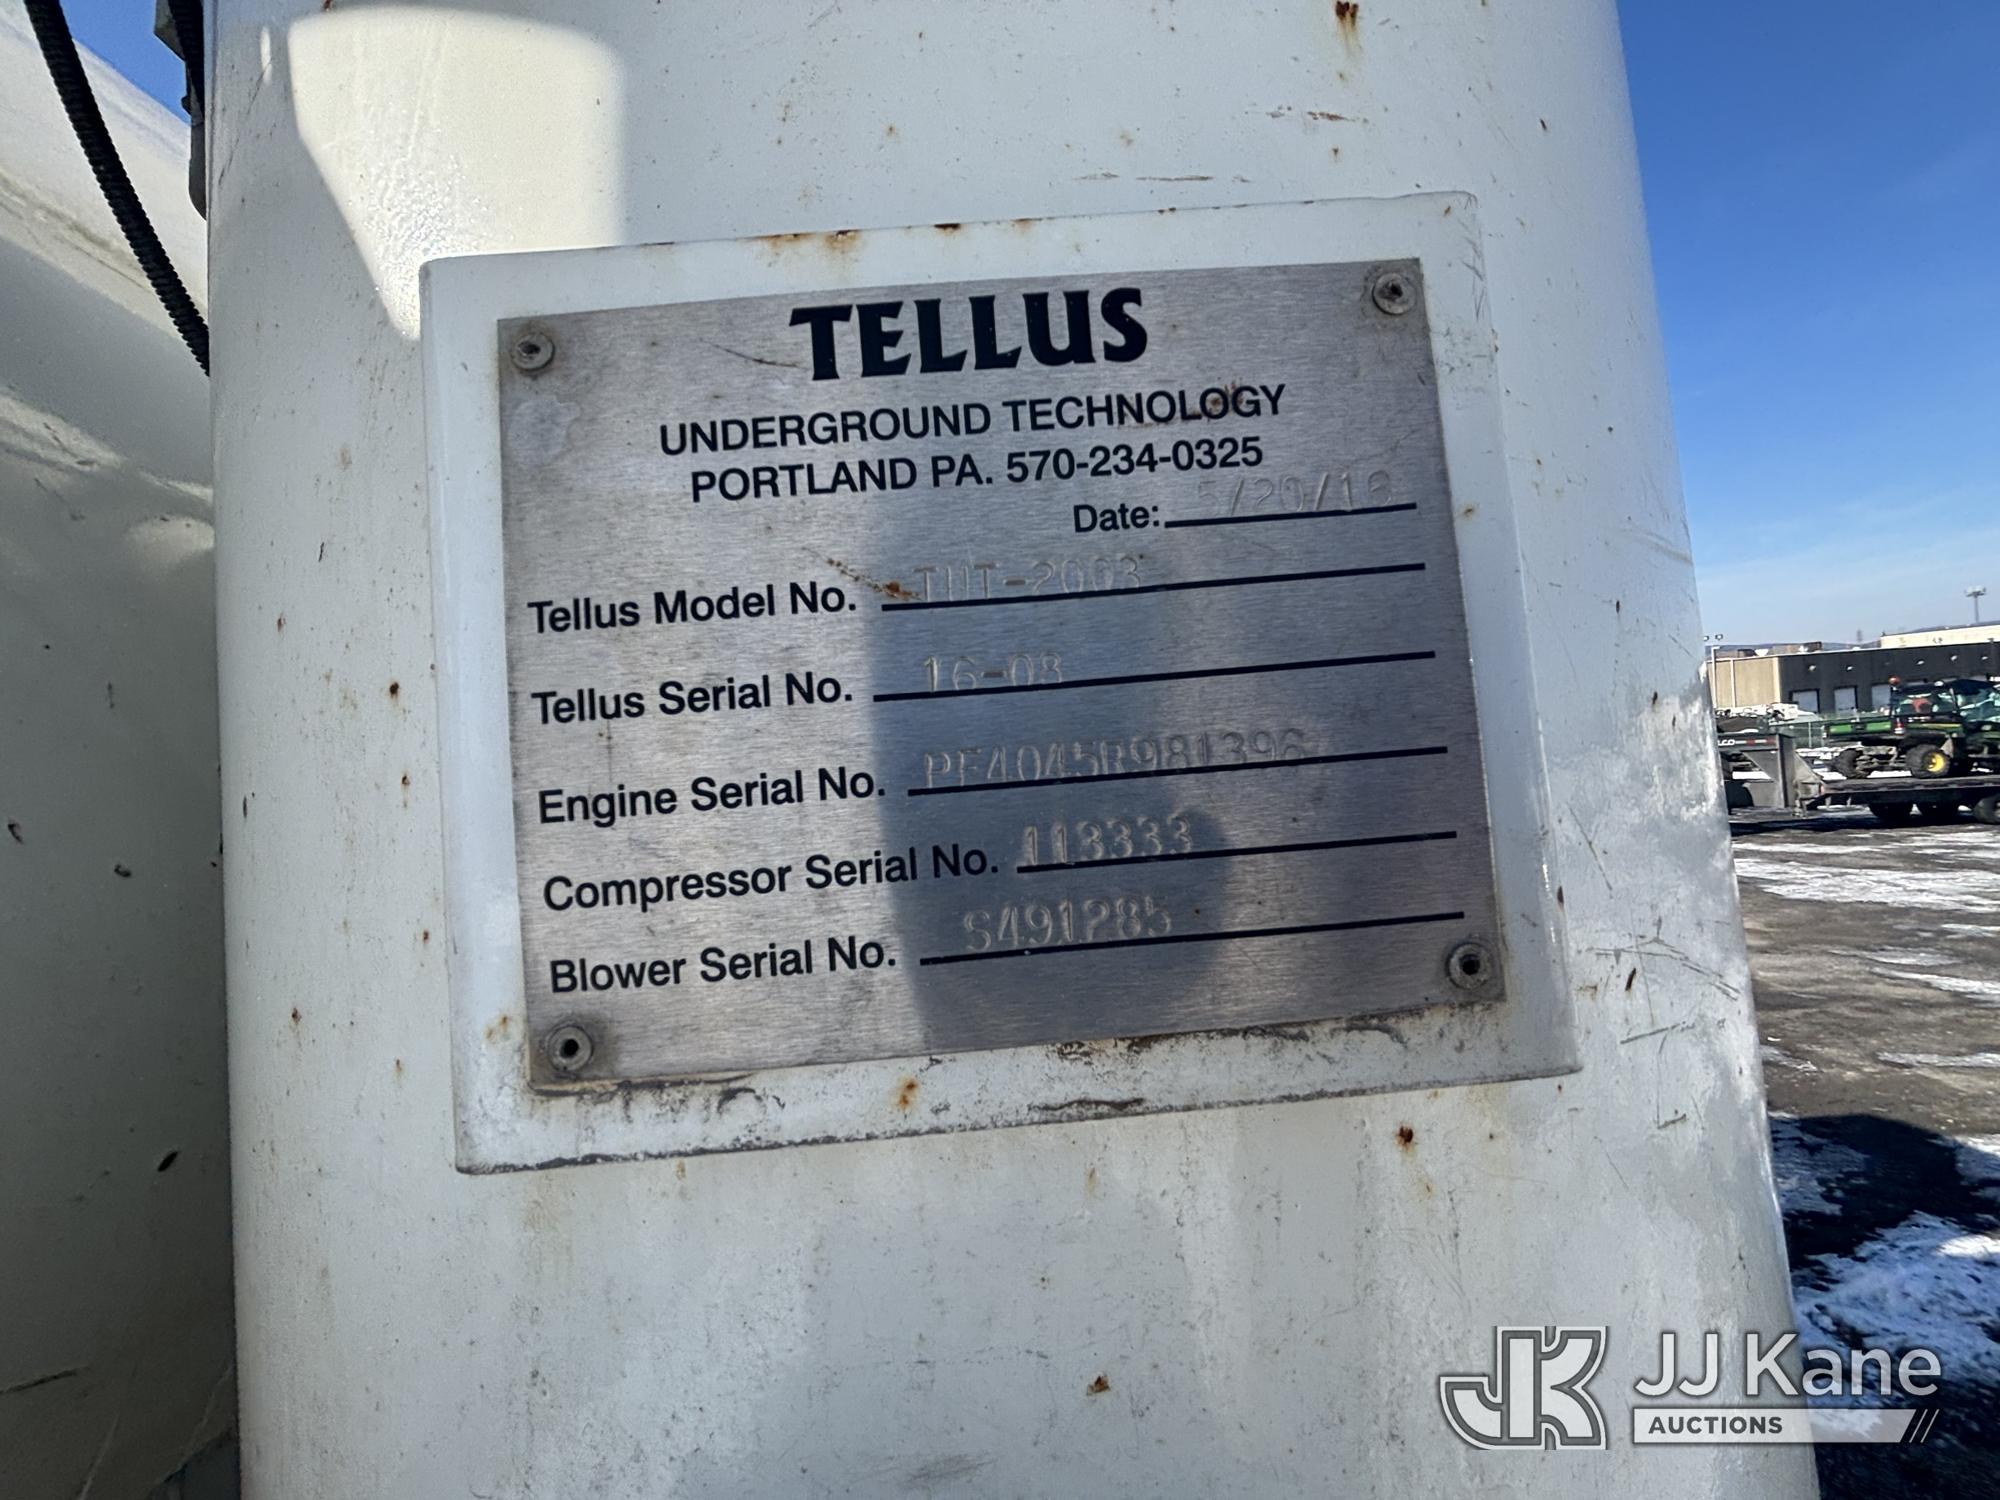 TELLUS
UNDERGROUND TECHNOLOGY
PORTLAND PA. 570-234-0325
Date: 5/20/16
Tellus Model No. TUT-2003
Tellus Serial No. 16-08
Engine Serial No. PE4045R981396
Compressor Serial No. 113333
Blower Serial No. S491285
JK JJ Kane
AUCTIONS